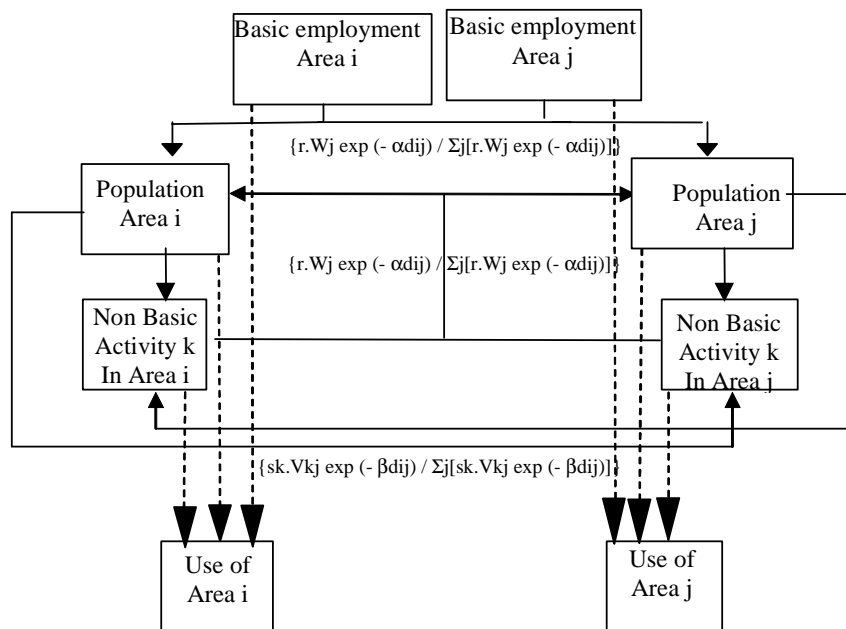 Basic employment
Area i
Basic employment
Area j
{r.Wj exp (- αdij) / Σj[r.Wj exp (- αdij)]}
Population
Area i
Population
Area j
{r.Wj exp (- αdij) / Σj[r.Wj exp (- αdij)]}
Non Basic
Activity k
In Area i
Non Basic
Activity k
In Area j
{sk.Vkj exp (- βdij) / Σj[sk.Vkj exp (- βdij)]}
Use of
Area i
Use of
Area j